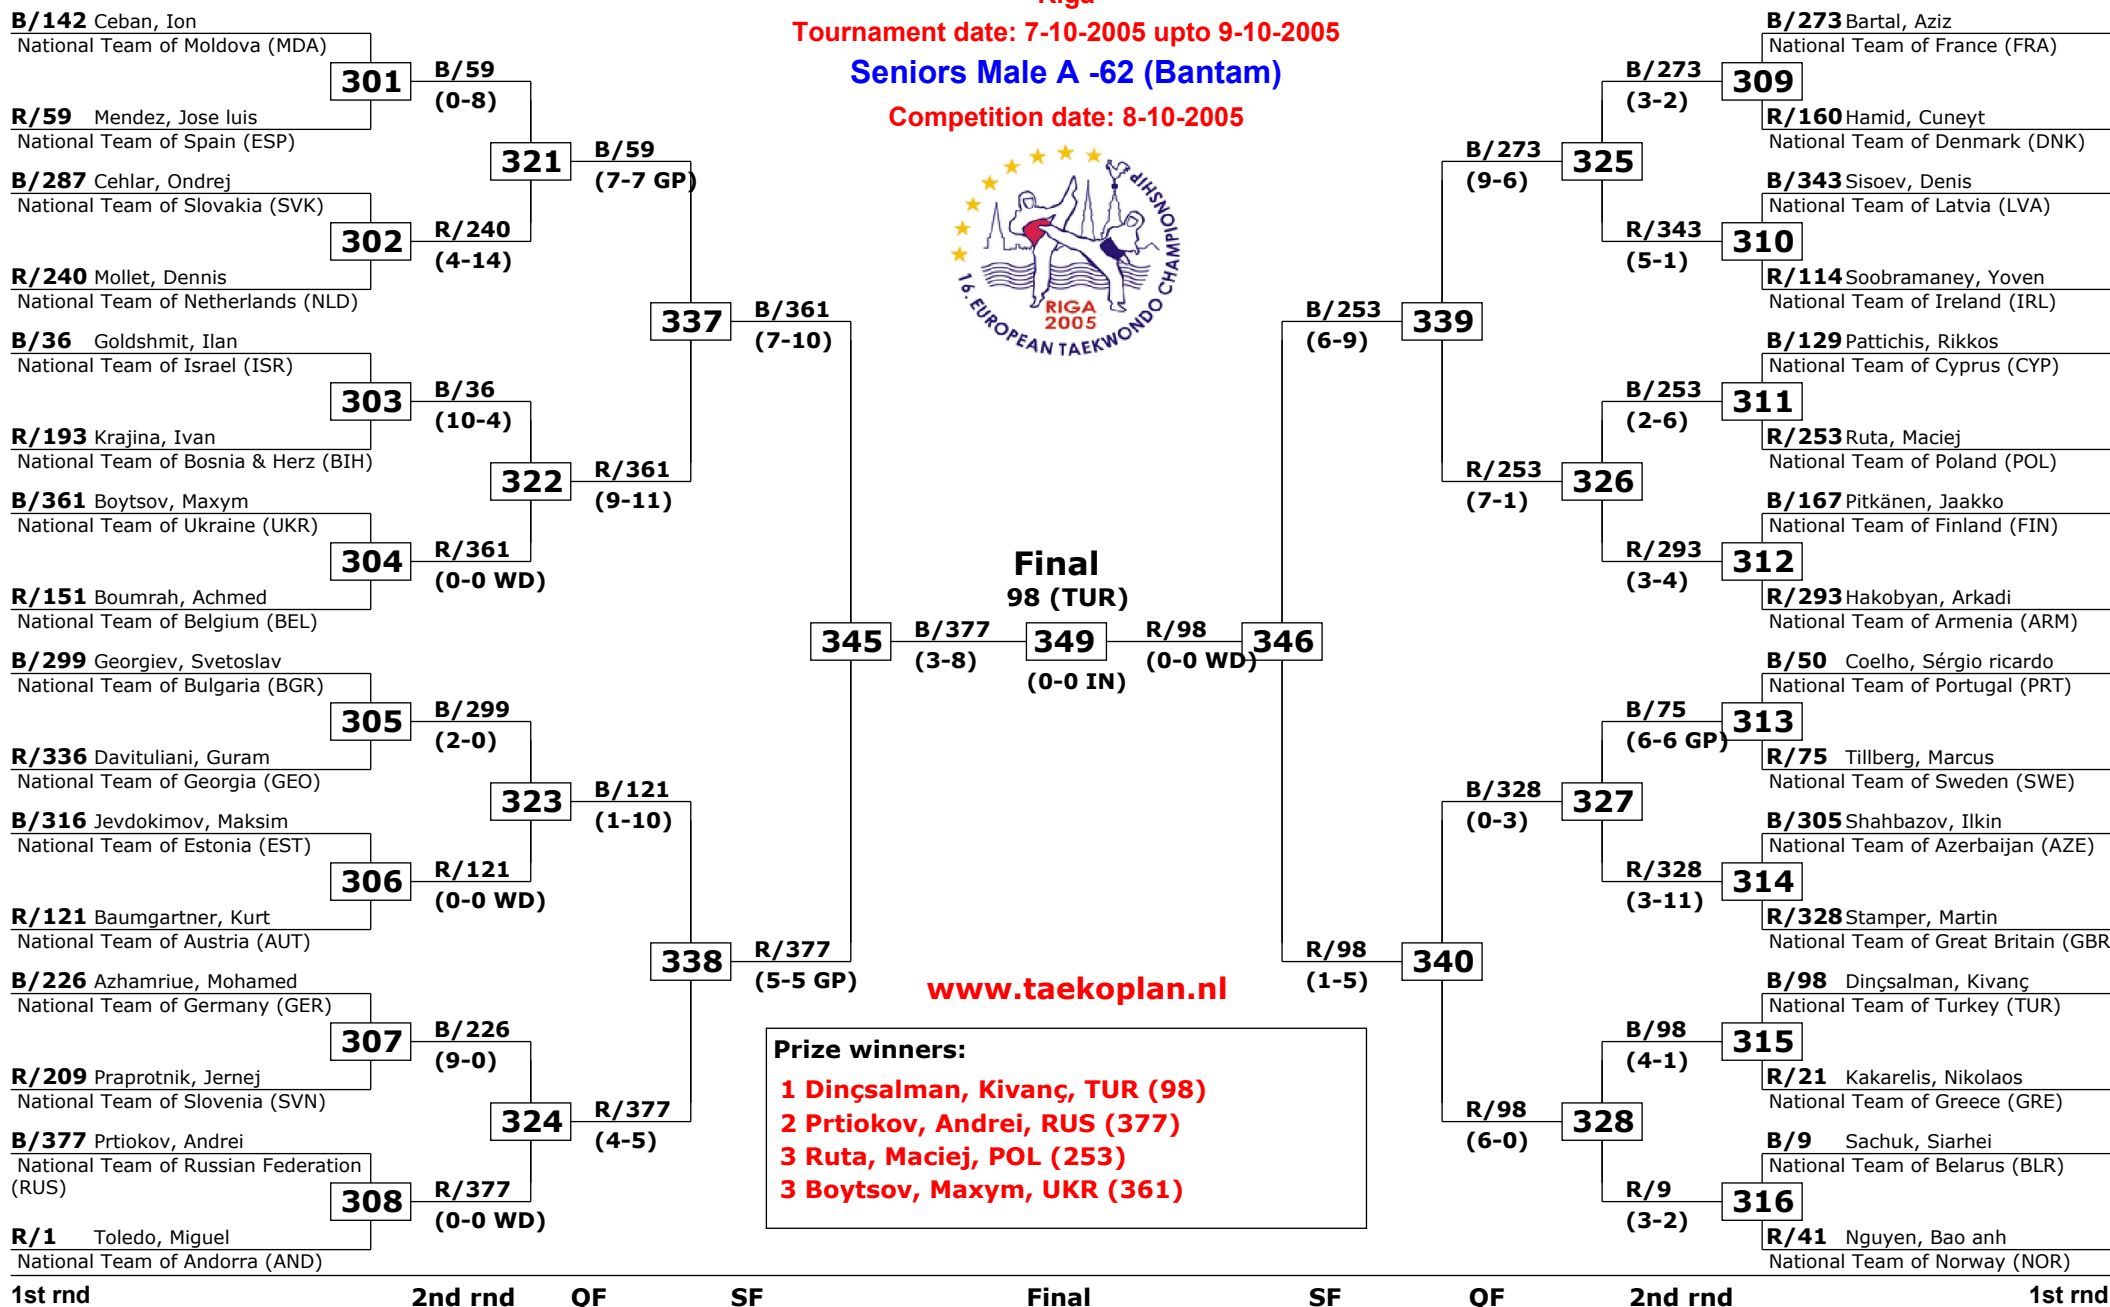 Riga
Tournament date: 7-10-2005 upto 9-10-2005
Seniors Male A -62 (Bantam)
Competition date: 8-10-2005
16. EUROPEAN TAEKWONDO CHAMPIONSHIP
RIGA
2005
B/142 Ceban, Ion
National Team of Moldova (MDA)
301
R/59 Mendez, Jose luis
National Team of Spain (ESP)
B/287 Cehlar, Ondrej
National Team of Slovakia (SVK)
302
R/240 Mollet, Dennis
National Team of Netherlands (NLD)
B/36 Goldshmit, Ilan
National Team of Israel (ISR)
303
R/193 Krajina, Ivan
National Team of Bosnia & Herz (BIH)
B/361 Boytsov, Maxym
National Team of Ukraine (UKR)
304
R/151 Boumrah, Achmed
National Team of Belgium (BEL)
B/299 Georgiev, Svetoslav
National Team of Bulgaria (BGR)
305
R/336 Davituliani, Guram
National Team of Georgia (GEO)
B/316 Jevdokimov, Maksim
National Team of Estonia (EST)
306
R/121 Baumgartner, Kurt
National Team of Austria (AUT)
B/226 Azhamriue, Mohamed
National Team of Germany (GER)
307
R/209 Praprotnik, Jernej
National Team of Slovenia (SVN)
B/377 Prtiokov, Andrei
National Team of Russian Federation
(RUS)
308
R/1 Toledo, Miguel
National Team of Andorra (AND)
B/59
(0-8)
321
R/240
(4-14)
B/36
(10-4)
322
R/361
(0-0 WD)
B/299
(2-0)
323
R/121
(0-0 WD)
B/226
(9-0)
324
R/377
(0-0 WD)
B/59
(7-7 GP)
337
R/361
(9-11)
B/121
(1-10)
338
R/377
(4-5)
B/361
(7-10)
345
R/377
(5-5 GP)
B/377
(3-8)
Final
98 (TUR)
349
(0-0 IN)
R/98
(0-0 WD)
B/253
(6-9)
346
R/98
(1-5)
B/273
(9-6)
339
R/253
(7-1)
B/328
(0-3)
340
R/98
(6-0)
B/273
(3-2)
325
R/343
(5-1)
B/253
(2-6)
326
R/293
(3-4)
B/75
(6-6 GP)
327
R/328
(3-11)
B/98
(4-1)
328
R/9
(3-2)
B/273 Bartal, Aziz
National Team of France (FRA)
309
R/160 Hamid, Cuneyt
National Team of Denmark (DNK)
B/343 Sisoev, Denis
National Team of Latvia (LVA)
310
R/114 Soobramaney, Yoven
National Team of Ireland (IRL)
B/129 Pattichis, Rikkos
National Team of Cyprus (CYP)
311
R/253 Ruta, Maciej
National Team of Poland (POL)
B/167 Pitkänen, Jaakko
National Team of Finland (FIN)
312
R/293 Hakobyan, Arkadi
National Team of Armenia (ARM)
B/50 Coelho, Sérgio ricardo
National Team of Portugal (PRT)
313
R/75 Tillberg, Marcus
National Team of Sweden (SWE)
B/305 Shahbazov, Ilkin
National Team of Azerbaijan (AZE)
314
R/328 Stamper, Martin
National Team of Great Britain (GBR
B/98 Dinçsalman, Kivanç
National Team of Turkey (TUR)
315
R/21 Kakarelis, Nikolaos
National Team of Greece (GRE)
B/9 Sachuk, Siarhei
National Team of Belarus (BLR)
316
R/41 Nguyen, Bao anh
National Team of Norway (NOR)
www.taekoplan.nl
Prize winners:
1 Dinçsalman, Kivanç, TUR (98)
2 Prtiokov, Andrei, RUS (377)
3 Ruta, Maciej, POL (253)
3 Boytsov, Maxym, UKR (361)
1st rnd 2nd rnd QF SF Final SF QF 2nd rnd 1st rnd